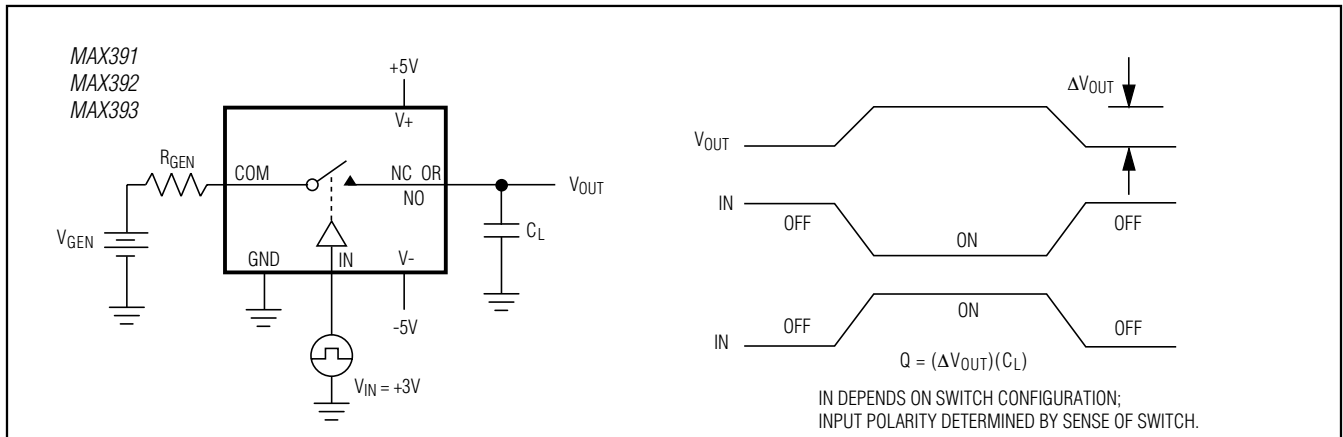 MAX391
MAX392
MAX393
+5V
V+
RGEN
COM
NC OR
NO
VOUT
VGEN
CL
GND
IN
V-
-5V
VIN = +3V
ΔVOUT
VOUT
IN
OFF
ON
OFF
IN
OFF
ON
OFF
Q = (ΔVOUT)(CL)
IN DEPENDS ON SWITCH CONFIGURATION;
INPUT POLARITY DETERMINED BY SENSE OF SWITCH.